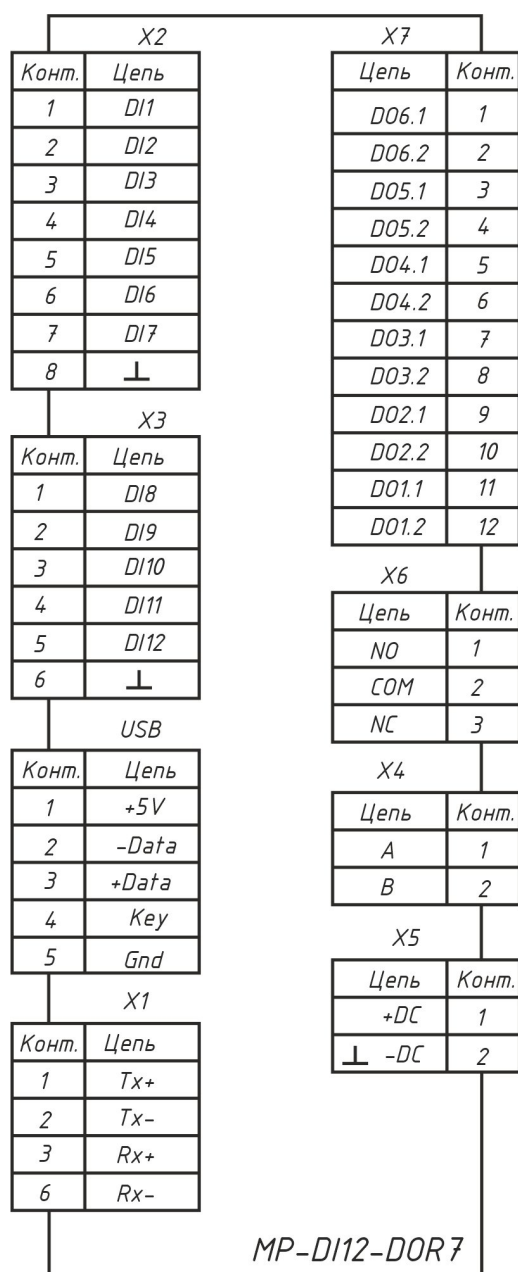 X2
Конт. Цепь
1 DI1
2 DI2
3 DI3
4 DI4
5 DI5
6 DI6
7 DI7
8 ⊥
X3
Конт. Цепь
1 DI8
2 DI9
3 DI10
4 DI11
5 DI12
6 ⊥
USB
Конт. Цепь
1 +5V
2 -Data
3 +Data
4 Key
5 Gnd
X1
Конт. Цепь
1 Tx+
2 Tx-
3 Rx+
6 Rx-
X7
Цепь Конт.
DO6.1 1
DO6.2 2
DO5.1 3
DO5.2 4
DO4.1 5
DO4.2 6
DO3.1 7
DO3.2 8
DO2.1 9
DO2.2 10
DO1.1 11
DO1.2 12
X6
Цепь Конт.
NO 1
COM 2
NC 3
X4
Цепь Конт.
A 1
B 2
X5
Цепь Конт.
+DC 1
⊥ -DC 2
MP-DI12-DOR7